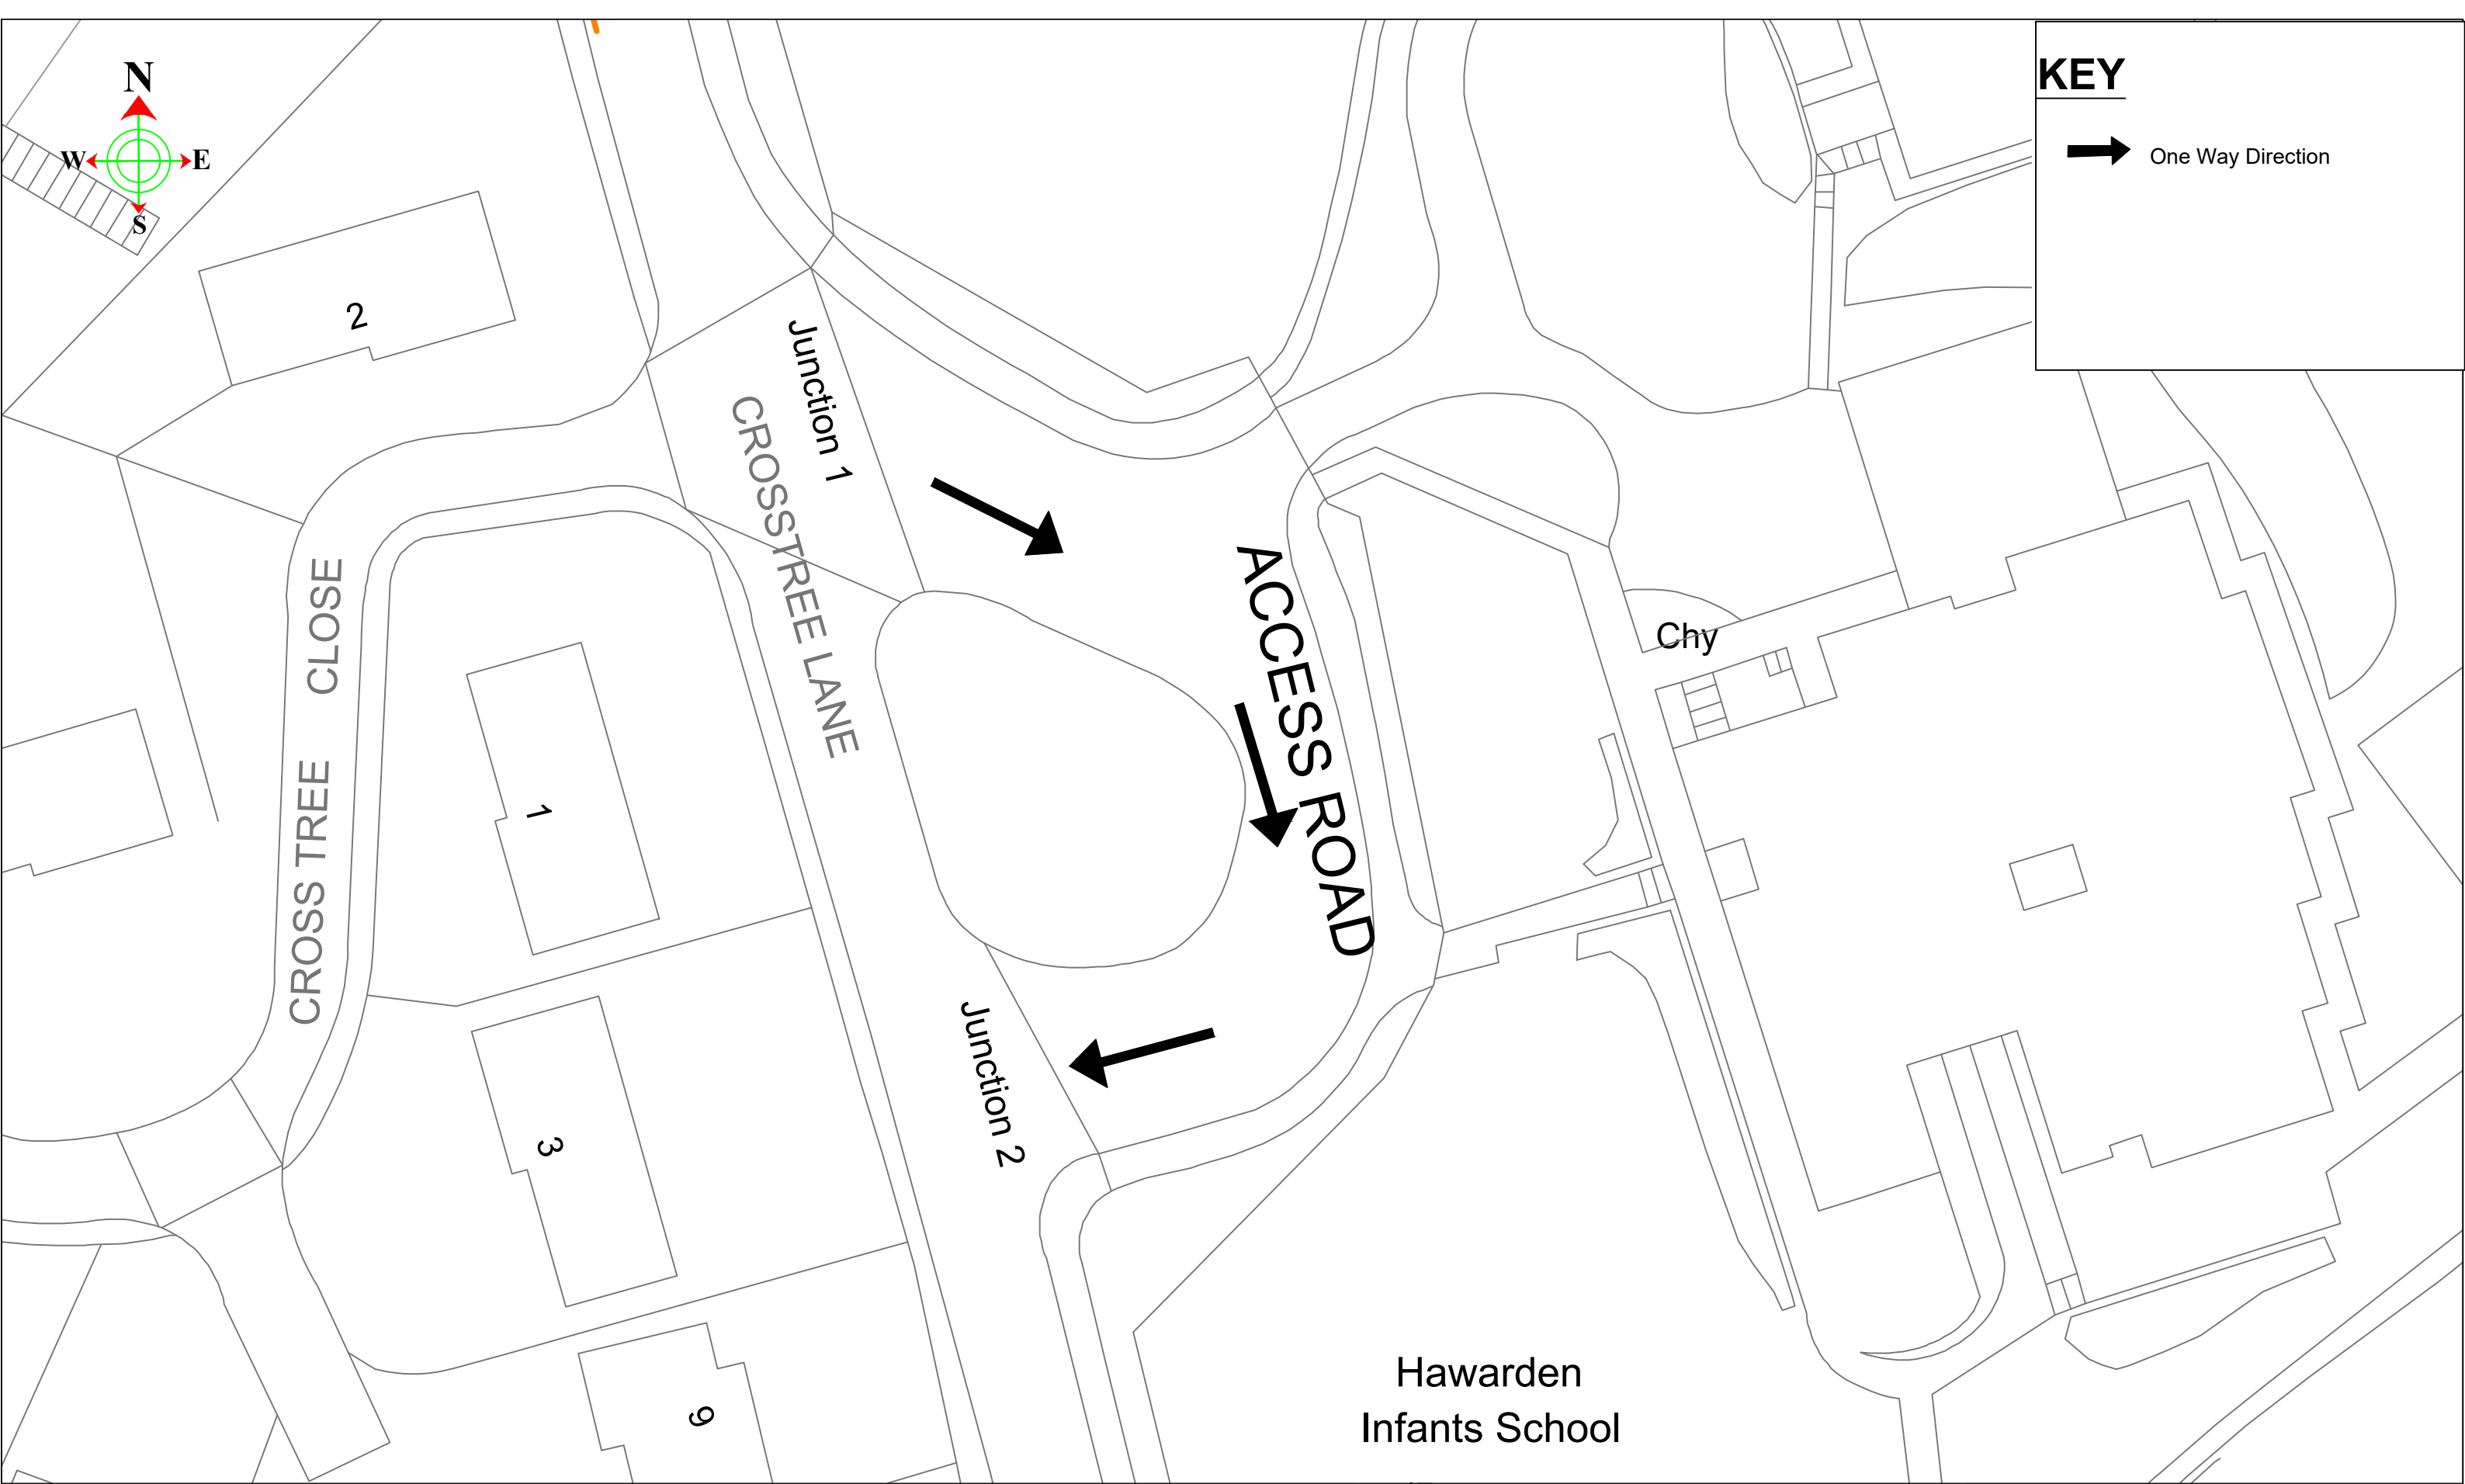 N
W
E
S
KEY
One Way Direction
2
Junction 1
CROSSTREE LANE
ACCESS ROAD
CROSS TREE CLOSE
Chy
1
3
Junction 2
9
Hawarden
Infants School